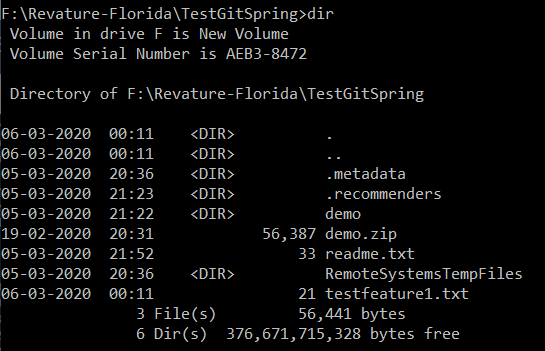 F:\Revature-Florida\TestGitSpring>dir
 Volume in drive F is New Volume
 Volume Serial Number is AEB3-8472
 Directory of F:\Revature-Florida\TestGitSpring
06-03-2020  00:11    <DIR>          .
06-03-2020  00:11    <DIR>          ..
05-03-2020  20:36    <DIR>          .metadata
05-03-2020  21:23    <DIR>          .recommenders
05-03-2020  21:22    <DIR>          demo
19-02-2020  20:31            56,387 demo.zip
05-03-2020  21:52                33 readme.txt
05-03-2020  20:36    <DIR>          RemoteSystemsTempFiles
06-03-2020  00:11                21 testfeature1.txt
               3 File(s)         56,441 bytes
               6 Dir(s)  376,671,715,328 bytes free